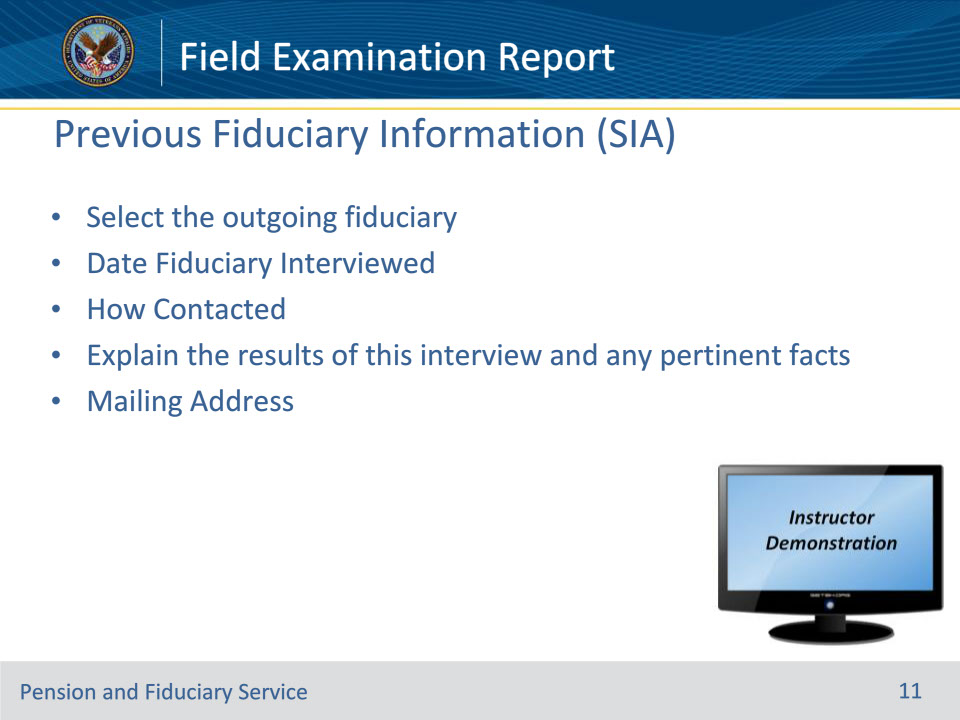 Field Examination Report
Previous Fiduciary Information (SIA)
• Select the outgoing fiduciary
• Date Fiduciary Interviewed
• How Contacted
• Explain the results of this interview and any pertinent facts
• Mailing Address
Instructor
Demonstration
Pension and Fiduciary Service
11